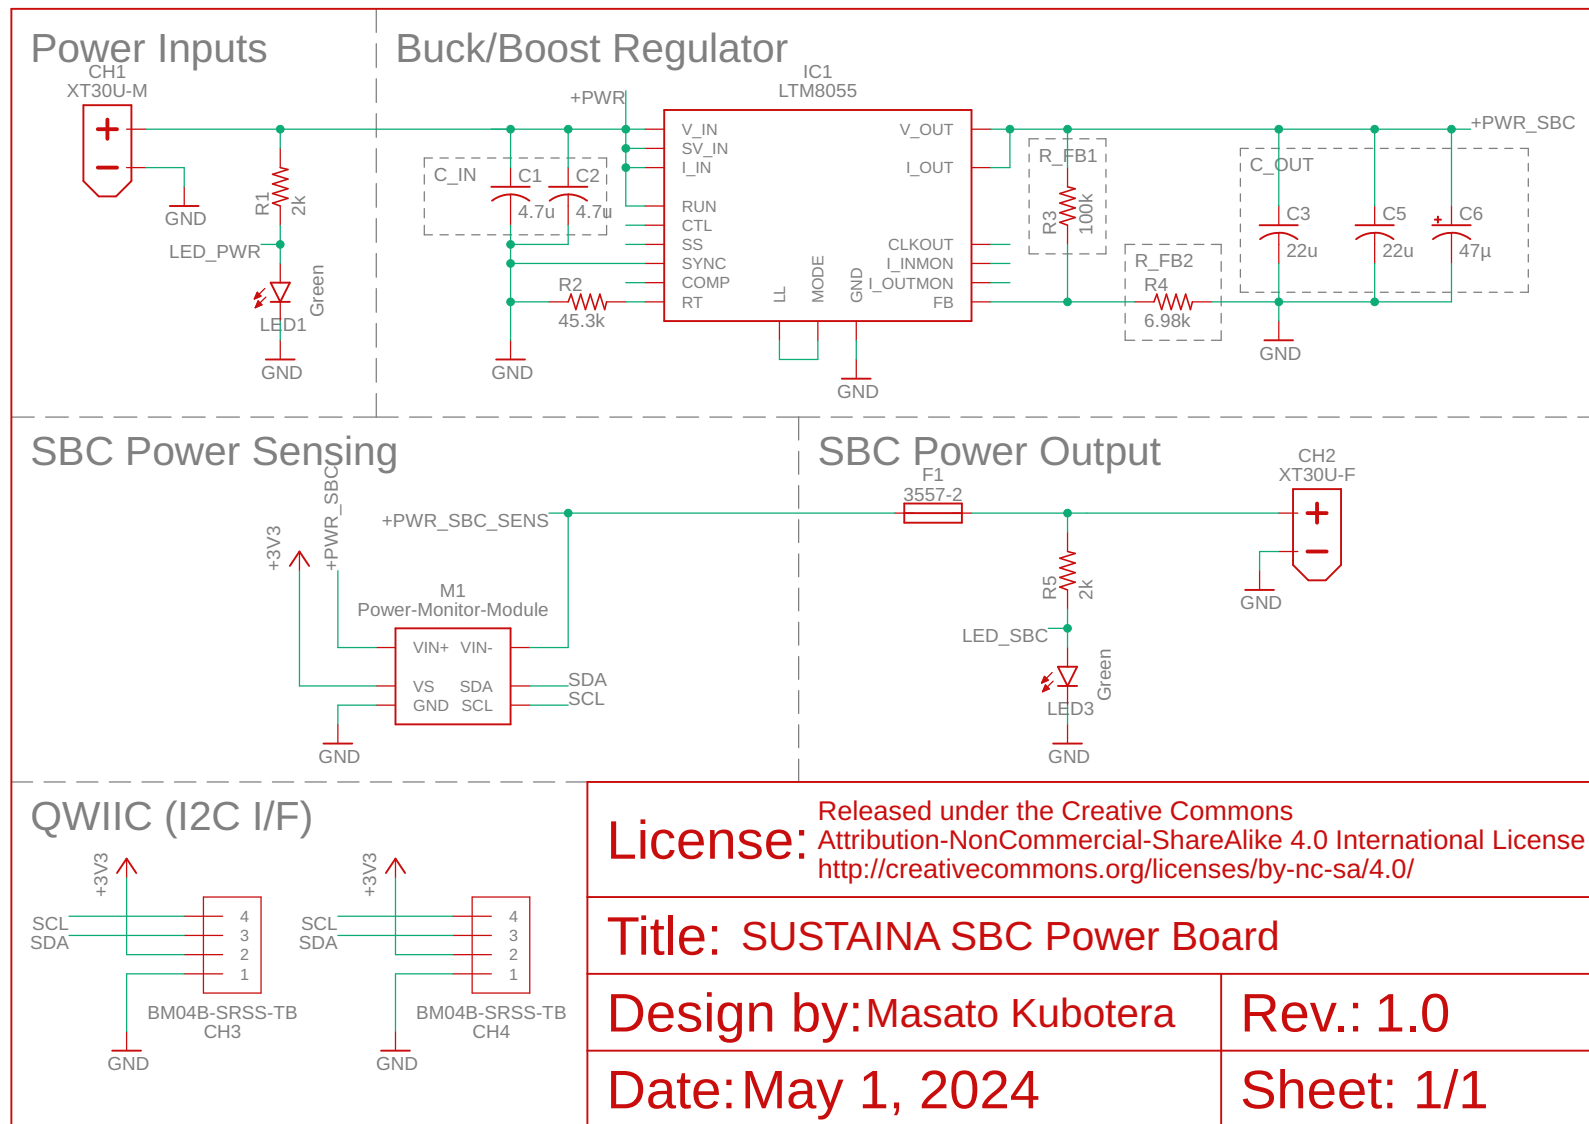 Power Inputs
CH1
XT30U-M
R1
2k
GND
LED_PWR
Green
LED1
GND
Buck/Boost Regulator
+PWR
IC1
LTM8055
C_IN
C1
4.7u
C2
4.7u
R2
45.3k
GND
V_IN
SV_IN
I_IN
RUN
CTL
SS
SYNC
COMP
RT
LL
MODE
GND
V_OUT
I_OUT
CLKOUT
I_INMON
I_OUTMON
FB
GND
R_FB1
R3
100k
R_FB2
R4
6.98k
+PWR_SBC
C_OUT
C3
22u
C5
22u
C6
47µ
GND
SBC Power Sensing
+3V3
+PWR_SBC
+PWR_SBC_SENS
M1
Power-Monitor-Module
VIN+ VIN-
VS SDA
GND SCL
SDA
SCL
GND
SBC Power Output
F1
3557-2
CH2
XT30U-F
GND
R5
2k
LED_SBC
Green
LED3
GND
QWIIC (I2C I/F)
+3V3
SCL
SDA
4
3
2
1
BM04B-SRSS-TB
CH3
GND
+3V3
SCL
SDA
4
3
2
1
BM04B-SRSS-TB
CH4
GND
License: Released under the Creative Commons
Attribution-NonCommercial-ShareAlike 4.0 International License
http://creativecommons.org/licenses/by-nc-sa/4.0/
Title: SUSTAINA SBC Power Board
Design by: Masato Kubotera
Rev.: 1.0
Date: May 1, 2024
Sheet: 1/1